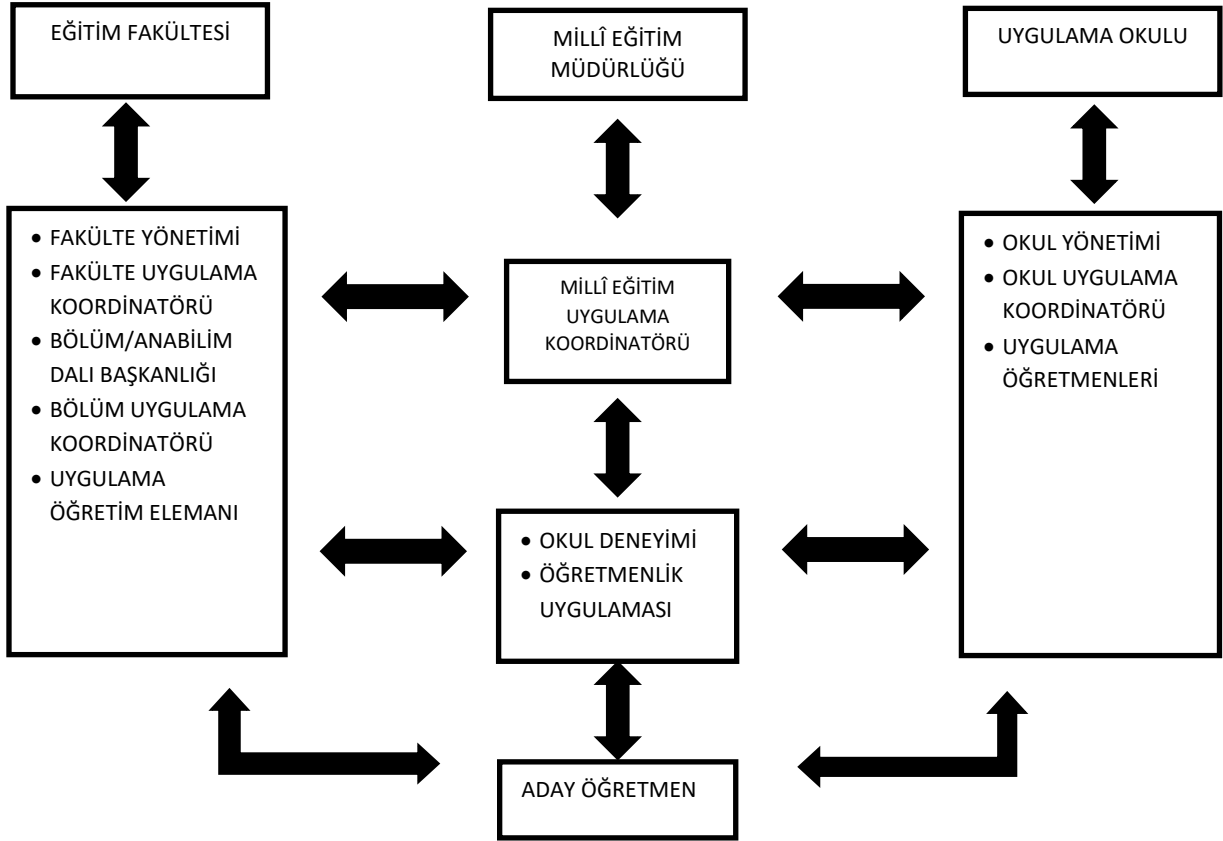 EĞİTİM FAKÜLTESİ
MİLLÎ EĞİTİM
MÜDÜRLÜĞÜ
UYGULAMA OKULU
• FAKÜLTE YÖNETİMİ
• FAKÜLTE UYGULAMA
KOORDİNATÖRÜ
• BÖLÜM/ANABİLİM
DALI BAŞKANLIĞI
• BÖLÜM UYGULAMA
KOORDİNATÖRÜ
• UYGULAMA
ÖĞRETİM ELEMANI
MİLLÎ EĞİTİM
UYGULAMA
KOORDİNATÖRÜ
• OKUL YÖNETİMİ
• OKUL UYGULAMA
KOORDİNATÖRÜ
• UYGULAMA
ÖĞRETMENLERİ
• OKUL DENEYİMİ
• ÖĞRETMENLİK
UYGULAMASI
ADAY ÖĞRETMEN